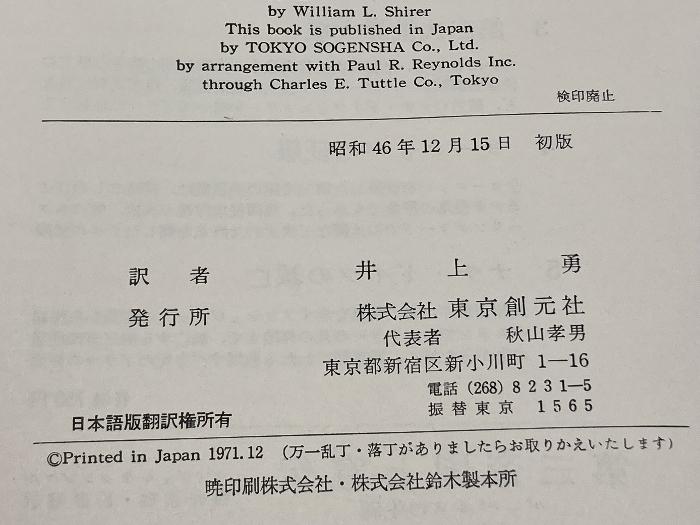 by William L. Shirer
This book is published in Japan
by TOKYO SOGENSHA Co., Ltd.
by arrangement with Paul R. Reynolds Inc.
through Charles E. Tuttle Co., Tokyo
検印廃止
昭和46年12月15日 初版
訳者 井上勇
発行所 株式会社 東京創元社
代表者 秋山孝男
東京都新宿区新小川町 1—16
電話 (268) 8231—5
振替東京 1565
日本語版翻訳権所有
©Printed in Japan 1971.12 (万一乱丁・落丁がありましたらお取りかえいたします)
暁印刷株式会社・株式会社鈴木製本所